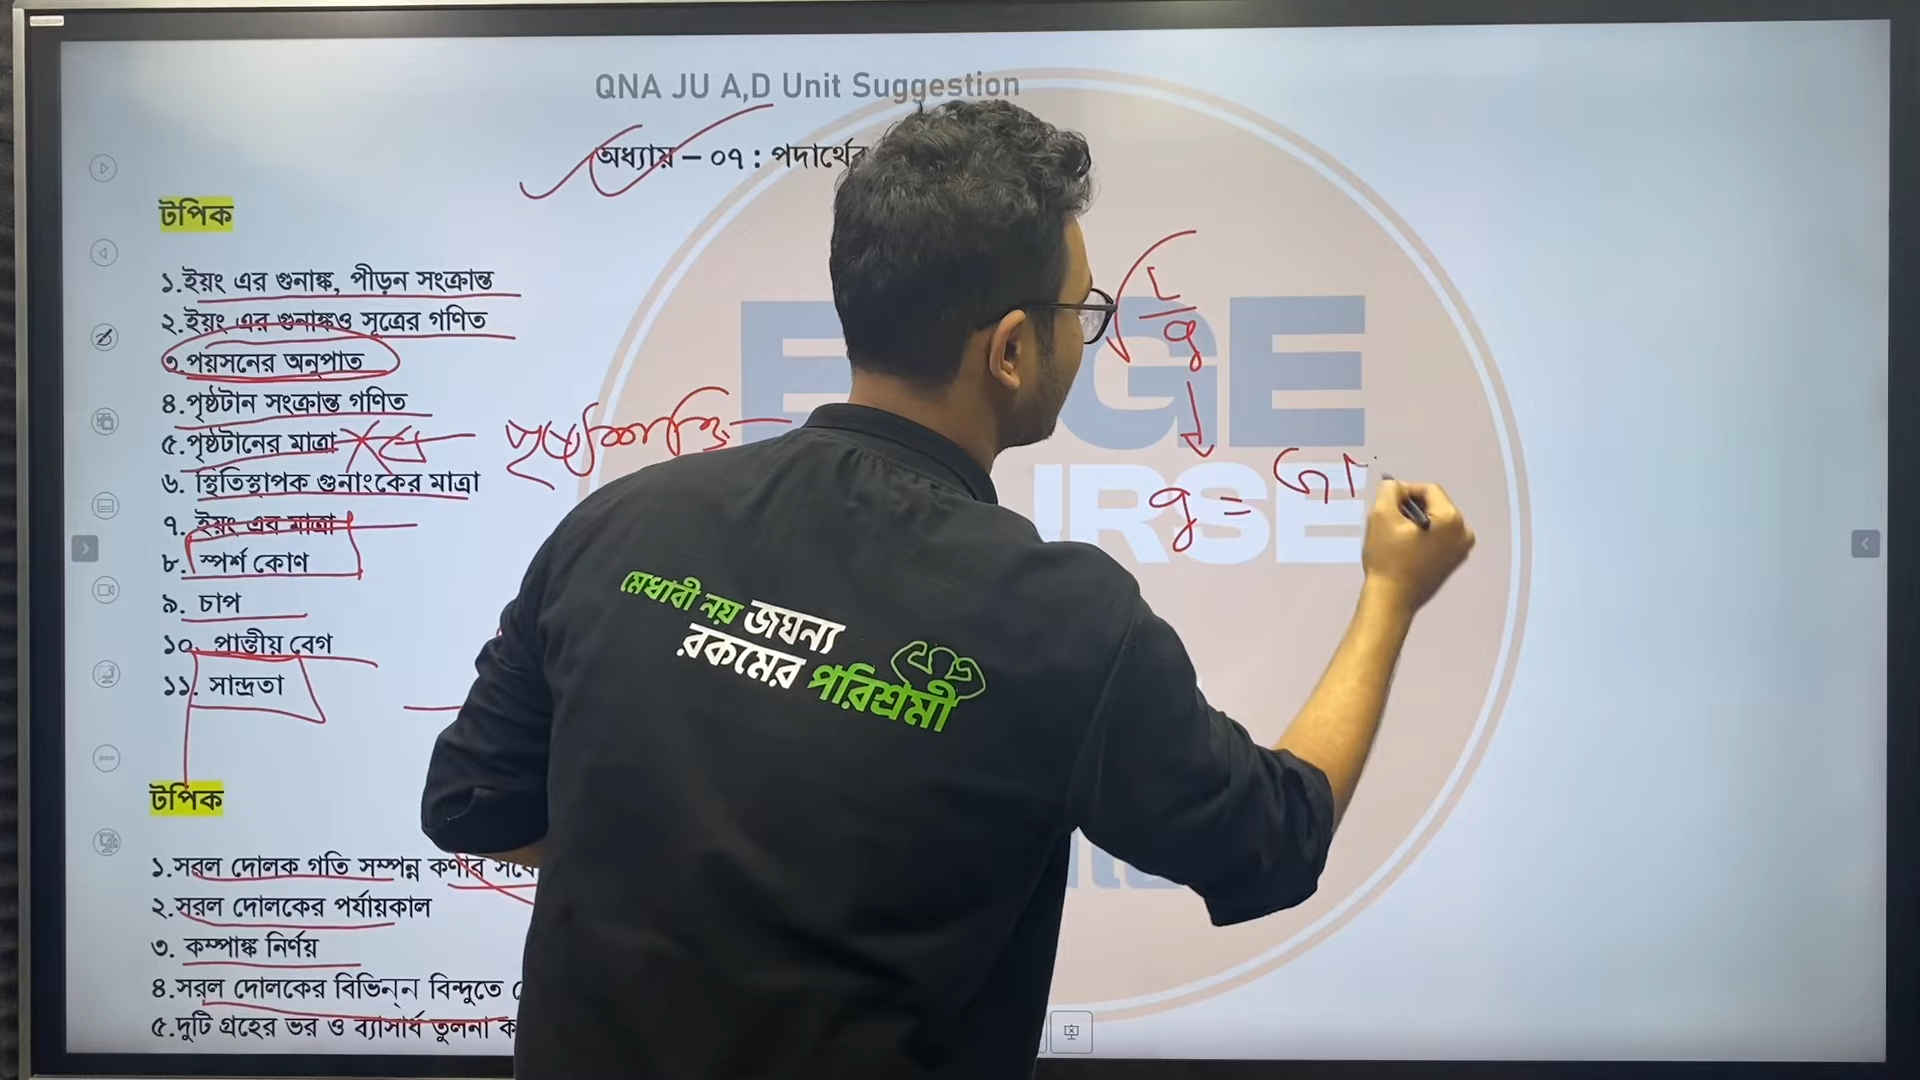 QNA JU A,D Unit Suggestion
অধ্যায় – ০৭ : পদার্থের
টপিক
১.ইয়ং এর গুনাঙ্ক, পীড়ন সংক্রান্ত
২.ইয়ং এর গুনাঙ্কও সূত্রের গণিত
৩.পয়সনের অনুপাত
৪.পৃষ্ঠটান সংক্রান্ত গণিত
৫.পৃষ্ঠটানের মাত্রা
৬. স্থিতিস্থাপক গুনাংকের মাত্রা
৭. ইয়ং এর মাত্রা
৮. স্পর্শ কোণ
৯. চাপ
১০. প্রান্তীয় বেগ
১১. সান্দ্রতা
পৃষ্ঠশক্তি
√ L/g
g =
মেধাবী নয় জঘন্য
রকমের পরিশ্রমী
টপিক
১.সরল দোলক গতি সম্পন্ন কণার
২.সরল দোলকের পর্যায়কাল
৩. কম্পাঙ্ক নির্ণয়
৪.সরল দোলকের বিভিন্ন বিন্দুতে
৫.দুটি গ্রহের ভর ও ব্যাসার্ধ তুলনা